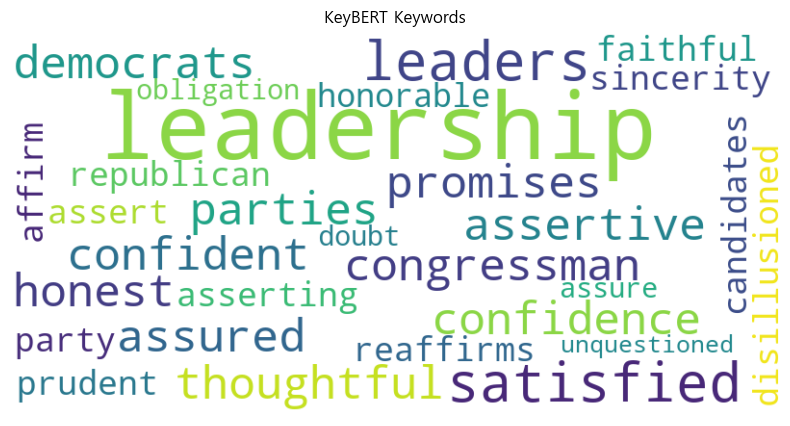 KeyBERT Keywords
democrats
leaders
faithful
sincerity
obligation
honorable
leadership
affirm
republican
promises
candidates
disillusioned
assert
parties
assertive
doubt
confident
congressman
honest
asserting
assure
confidence
party
assured
reaffirms
unquestioned
prudent
thoughtful
satisfied